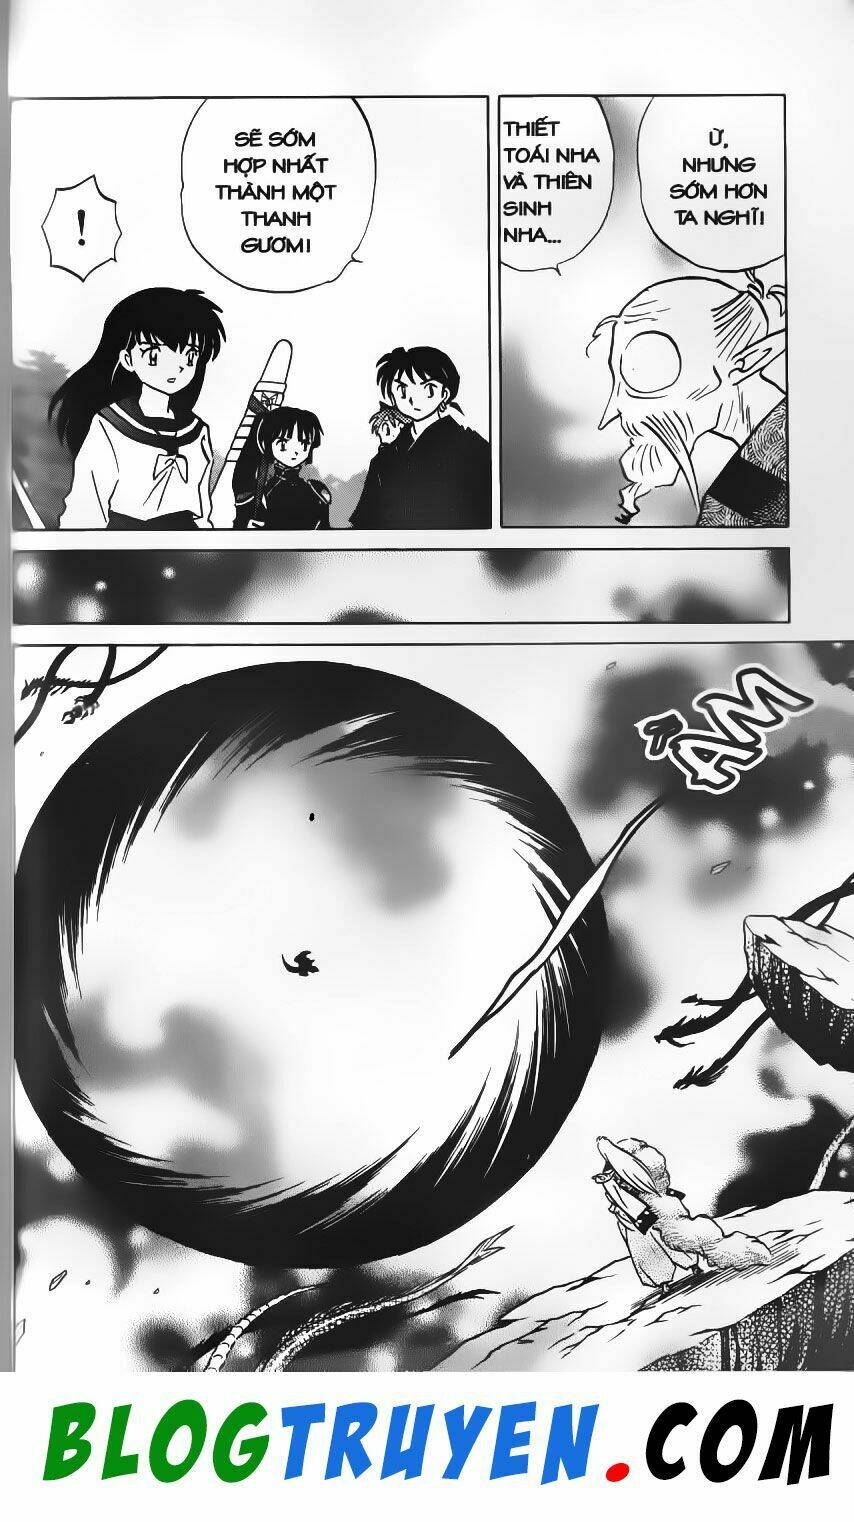 Ừ,
NHƯNG
SỚM HƠN
TA NGHĨ!
THIẾT
TOÁI NHA
VÀ THIÊN
SINH
NHA...
SẼ SỚM
HỢP NHẤT
THÀNH MỘT
THANH
GƯƠM!
!
ẦM
BLOGTRUYEN.COM